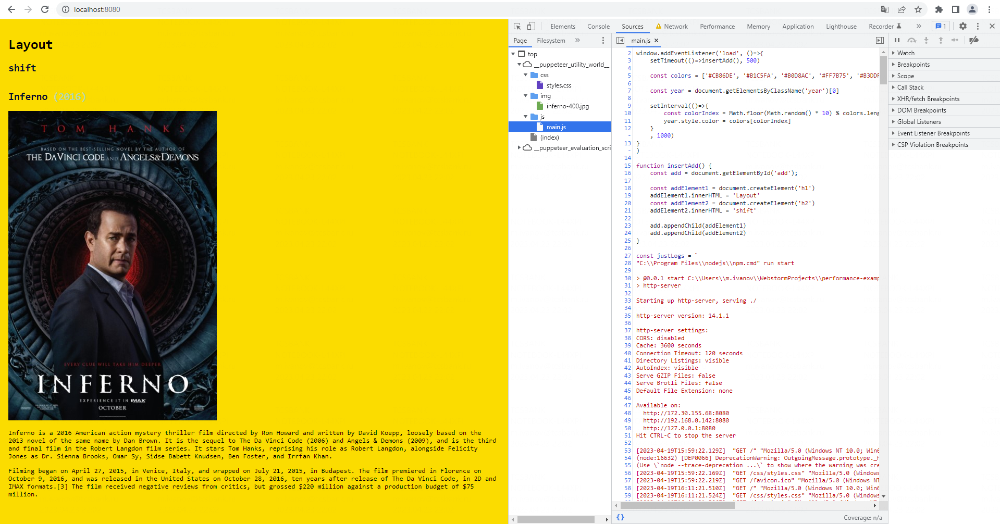 localhost:8080
Layout
shift
Inferno (2016)
TOM HANKS
BASED ON THE BEST-SELLING NOVEL BY THE AUTHOR OF
THE DAVINCI CODE AND ANGELS & DEMONS
EVERY CLUE WILL TAKE HIM DEEPER
INFERNO
EXPERIENCE IT IN IMAX
OCTOBER
Inferno is a 2016 American action mystery thriller film directed by Ron Howard and written by David Koepp, loosely based on the
2013 novel of the same name by Dan Brown. It is the sequel to The Da Vinci Code (2006) and Angels & Demons (2009), and is the third
and final film in the Robert Langdon film series. It stars Tom Hanks, reprising his role as Robert Langdon, alongside Felicity
Jones as Dr. Sienna Brooks, Omar Sy, Sidse Babett Knudsen, Ben Foster, and Irrfan Khan.
Filming began on April 27, 2015, in Venice, Italy, and wrapped on July 21, 2015, in Budapest. The film premiered in Florence on
October 9, 2016, and was released in the United States on October 28, 2016, ten years after release of The Da Vinci Code, in 2D and
IMAX formats.[3] The film received negative reviews from critics, but grossed $220 million against a production budget of $75
million.
Elements Console Sources Network Performance Memory Application Lighthouse Recorder » 1
Page Filesystem »
top
__puppeteer_utility_world__
css
styles.css
img
inferno-400.jpg
js
main.js
(index)
__puppeteer_evaluation_scri
main.js ×
2 window.addEventListener('load', ()=>{
3 setTimeout(()=>insertAdd(), 500)
4
5 const colors = ['#CB86DE', '#B1C5FA', '#B0D8AC', '#FF7B75', '#B3DDF
6
7 const year = document.getElementsByClassName('year')[0]
8
9 setInterval(()=>{
10 const colorIndex = Math.floor(Math.random() * 10) % colors.leng
11 year.style.color = colors[colorIndex]
12 }
- , 1000)
13 }
- )
14
15 function insertAdd() {
16 const add = document.getElementById('add');
17
18 const addElement1 = document.createElement('h1')
19 addElement1.innerHTML = 'Layout'
20 const addElement2 = document.createElement('h2')
21 addElement2.innerHTML = 'shift'
22
23 add.appendChild(addElement1)
24 add.appendChild(addElement2)
25 }
26
27 const justLogs = `
28 "C:\\Program Files\\nodejs\\npm.cmd" run start
29
30 > @0.0.1 start C:\\Users\\m.ivanov\\WebstormProjects\\performance-examp
31 > http-server
32
33 Starting up http-server, serving ./
34
35 http-server version: 14.1.1
36
37 http-server settings:
38 CORS: disabled
39 Cache: 3600 seconds
40 Connection Timeout: 120 seconds
41 Directory Listings: visible
42 AutoIndex: visible
43 Serve GZIP Files: false
44 Serve Brotli Files: false
45 Default File Extension: none
46
47 Available on:
48 http://172.30.155.68:8080
49 http://192.168.0.142:8080
50 http://127.0.0.1:8080
51 Hit CTRL-C to stop the server
52
53 [2023-04-19T15:59:22.129Z] "GET /" "Mozilla/5.0 (Windows NT 10.0; Win6
54 (node:16632) [DEP0066] DeprecationWarning: OutgoingMessage.prototype._h
55 (Use \`node --trace-deprecation ...\` to show where the warning was cre
56 [2023-04-19T15:59:22.169Z] "GET /css/styles.css" "Mozilla/5.0 (Windows
57 [2023-04-19T15:59:22.219Z] "GET /favicon.ico" "Mozilla/5.0 (Windows NT
58 [2023-04-19T16:11:21.510Z] "GET /" "Mozilla/5.0 (Windows NT 10.0; Win6
59 [2023-04-19T16:11:21.524Z] "GET /css/styles.css" "Mozilla/5.0 (Windows
{}
Coverage: n/a
Watch
Breakpoints
Scope
Call Stack
XHR/fetch Breakpoints
DOM Breakpoints
Global Listeners
Event Listener Breakpoints
CSP Violation Breakpoints